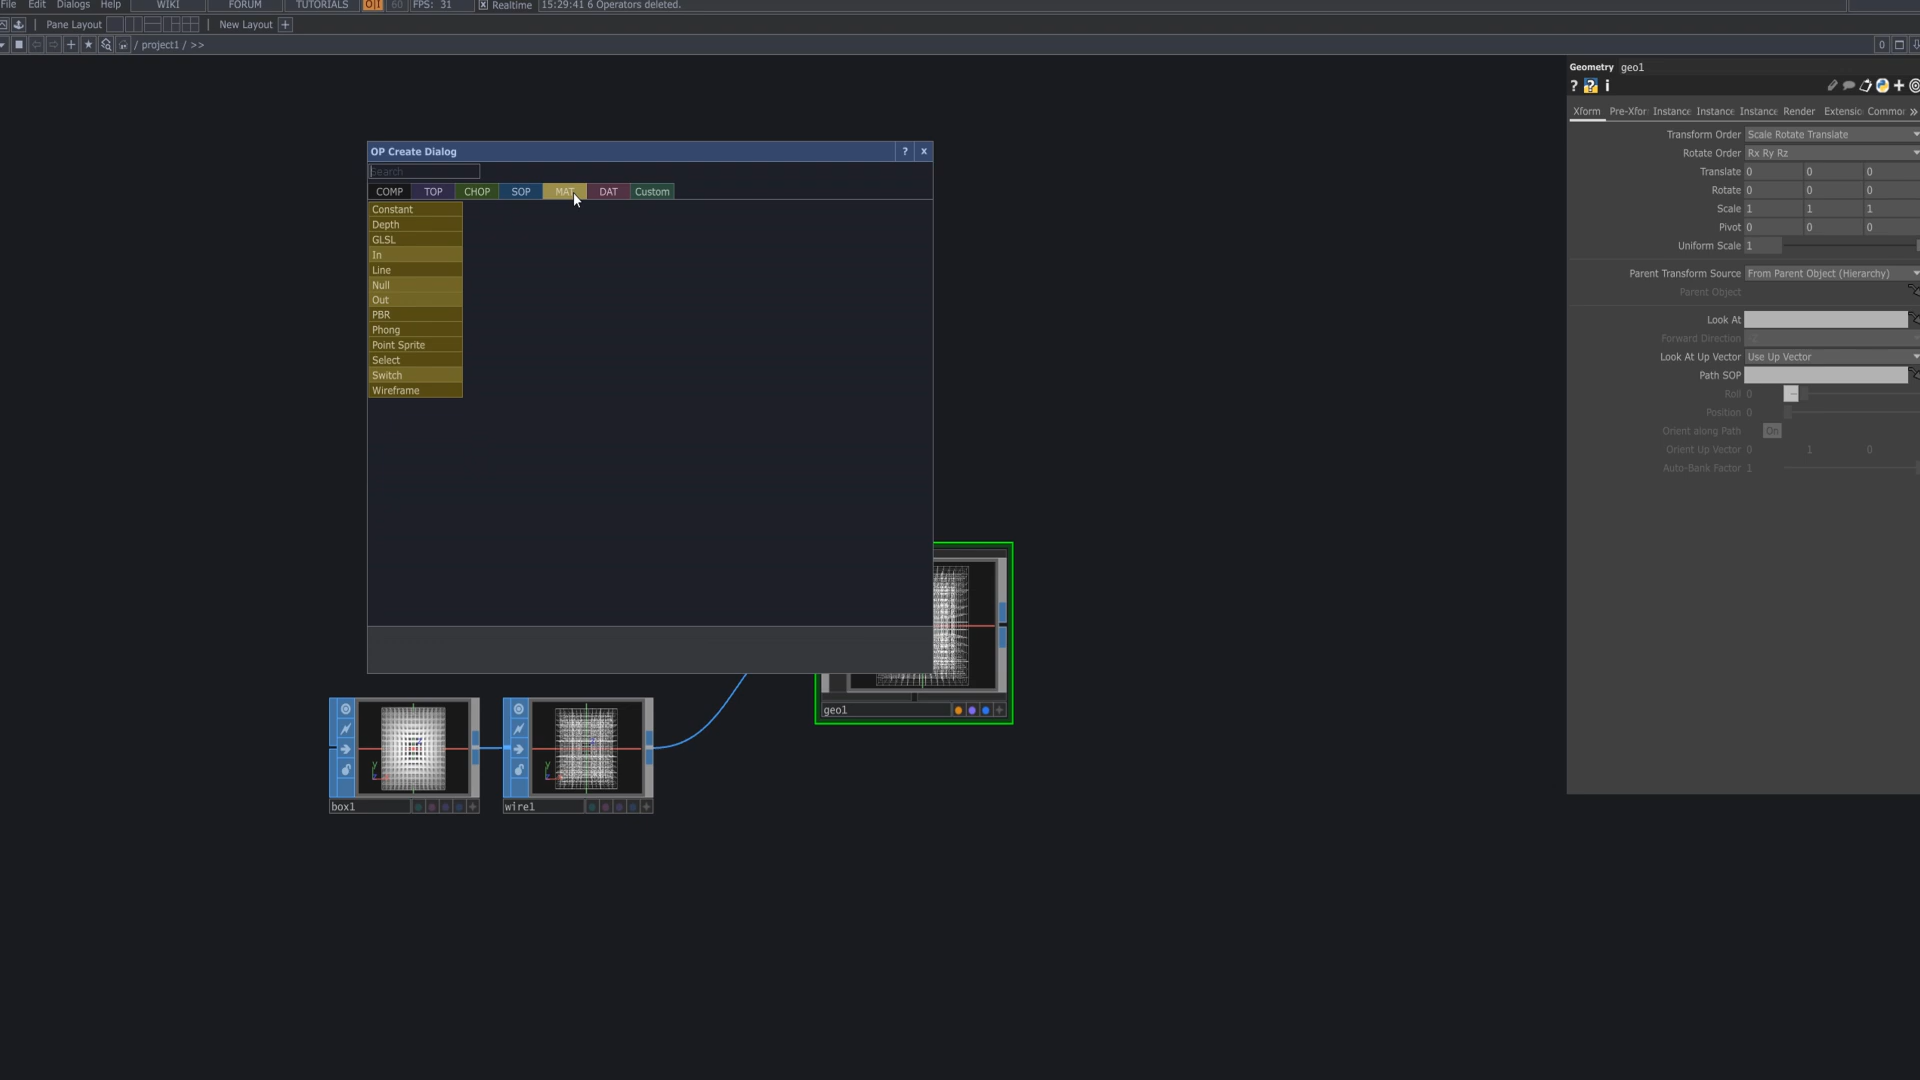 File Edit Dialogs Help WIKI FORUM TUTORIALS O|I 60 FPS: 31 Realtime 15:29:41 6 Operators deleted.
Pane Layout New Layout +
/ project1 / >> 0
Geometry geo1
? ? i
Xform Pre-Xfor Instance Instance Instance Render Extensio Commo
Transform Order Scale Rotate Translate
Rotate Order Rx Ry Rz
Translate 0 0 0
Rotate 0 0 0
Scale 1 1 1
Pivot 0 0 0
Uniform Scale 1
Parent Transform Source From Parent Object (Hierarchy)
Parent Object
Look At
Forward Direction -Z
Look At Up Vector Use Up Vector
Path SOP
Roll 0
Position 0
Orient along Path On
Orient Up Vector 0 1 0
Auto-Bank Factor 1
OP Create Dialog ? x
Search
COMP TOP CHOP SOP MAT DAT Custom
Constant
Depth
GLSL
In
Line
Null
Out
PBR
Phong
Point Sprite
Select
Switch
Wireframe
geo1
box1
wire1